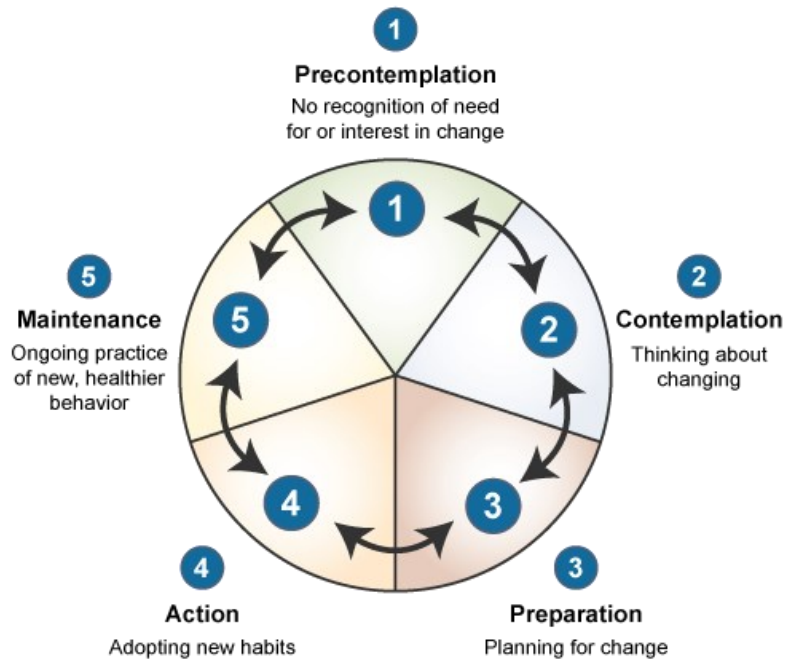 1
Precontemplation
No recognition of need
for or interest in change
1
5
Maintenance
Ongoing practice
of new, healthier
behavior
5
2
2
Contemplation
Thinking about
changing
4
3
4
Action
Adopting new habits
3
Preparation
Planning for change